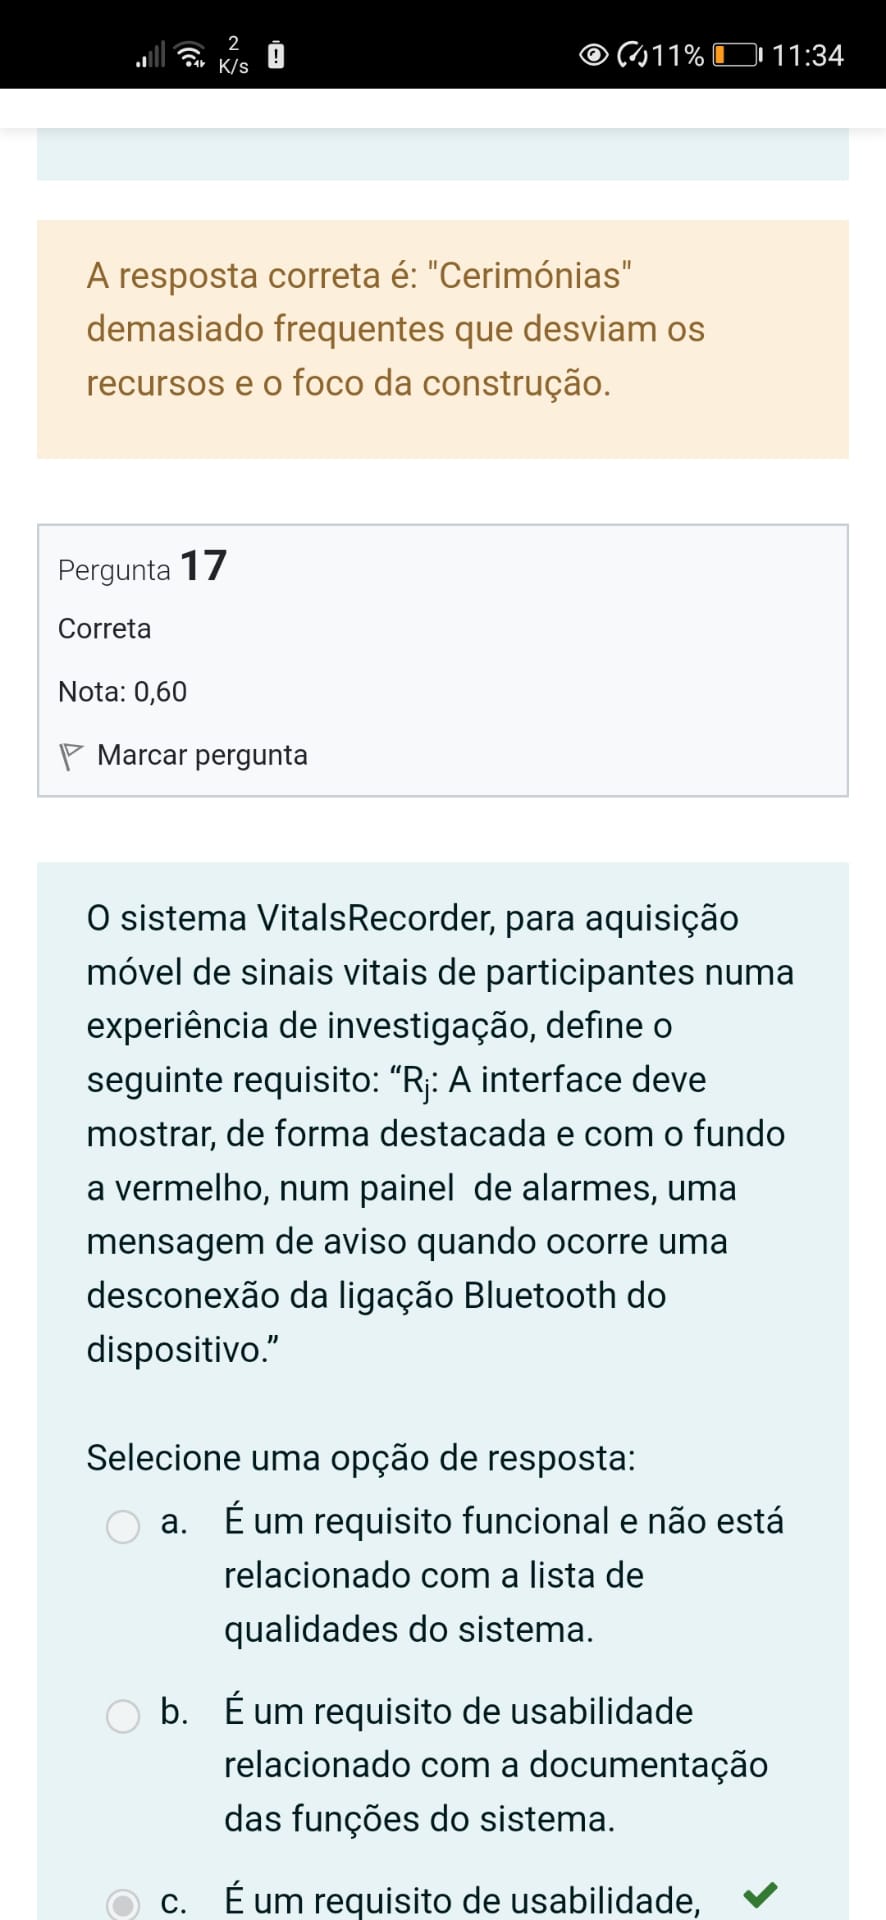 2
K/s
11%
11:34
A resposta correta é: "Cerimónias"
demasiado frequentes que desviam os
recursos e o foco da construção.
Pergunta 17
Correta
Nota: 0,60
Marcar pergunta
O sistema VitalsRecorder, para aquisição
móvel de sinais vitais de participantes numa
experiência de investigação, define o
seguinte requisito: “Rj: A interface deve
mostrar, de forma destacada e com o fundo
a vermelho, num painel de alarmes, uma
mensagem de aviso quando ocorre uma
desconexão da ligação Bluetooth do
dispositivo.”
Selecione uma opção de resposta:
a. É um requisito funcional e não está
relacionado com a lista de
qualidades do sistema.
b. É um requisito de usabilidade
relacionado com a documentação
das funções do sistema.
c. É um requisito de usabilidade,